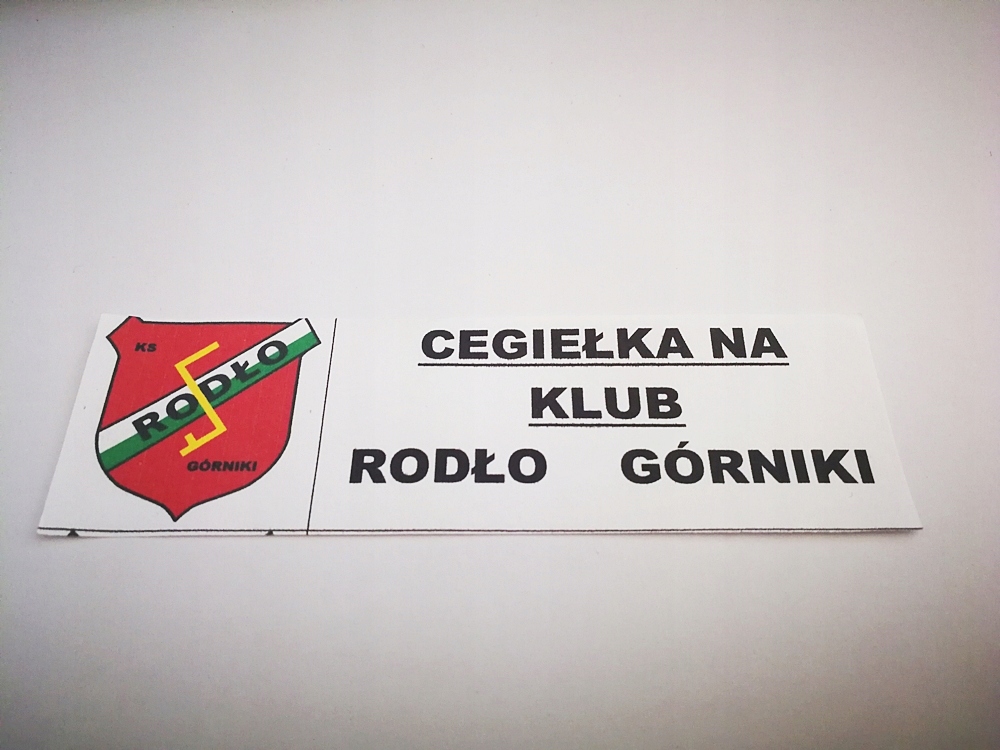 KS
RODŁO
GÓRNIKI
CEGIEŁKA NA
KLUB
RODŁO GÓRNIKI